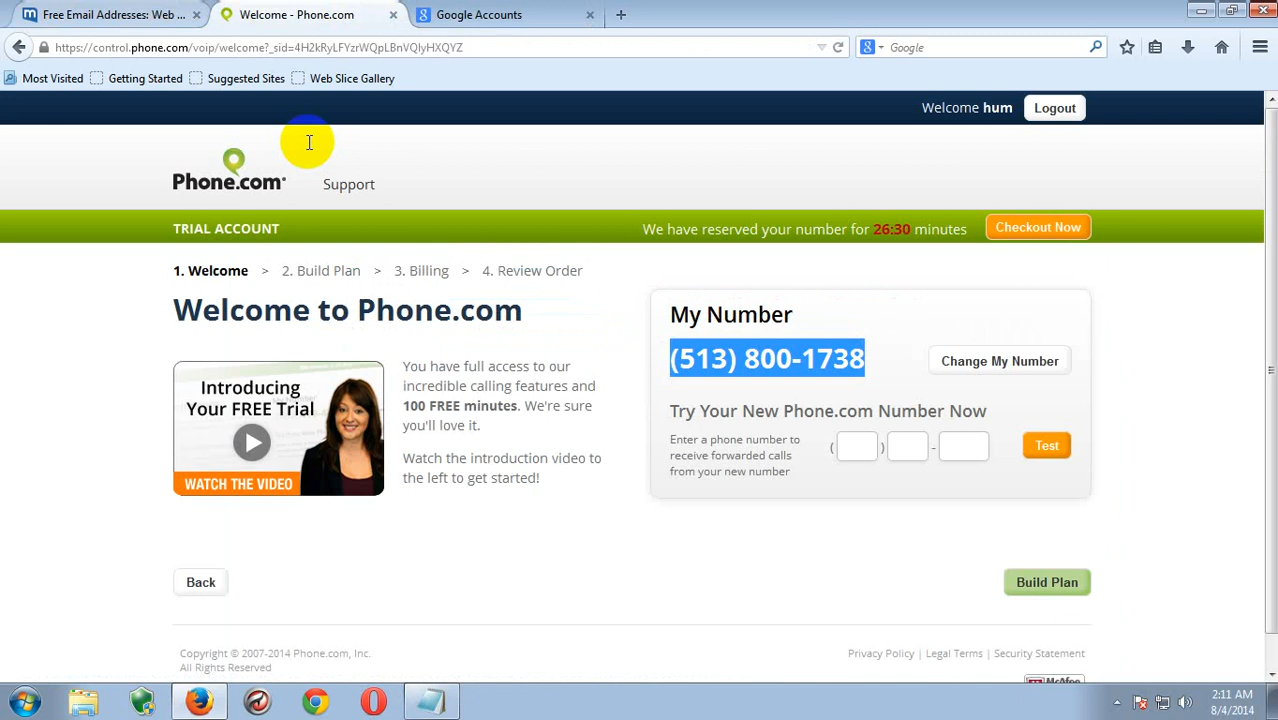 Free Email Addresses: Web ...
Welcome - Phone.com
Google Accounts
https://control.phone.com/voip/welcome?_sid=4H2kRyLFYzrWQpLBnVQlyHXQYZ
Google
Most Visited
Getting Started
Suggested Sites
Web Slice Gallery
Welcome hum
Logout
Phone.com
Support
TRIAL ACCOUNT
We have reserved your number for 26:30 minutes
Checkout Now
1. Welcome > 2. Build Plan > 3. Billing > 4. Review Order
Welcome to Phone.com
Introducing
Your FREE Trial
WATCH THE VIDEO
You have full access to our
incredible calling features and
100 FREE minutes. We're sure
you'll love it.
Watch the introduction video to
the left to get started!
My Number
(513) 800-1738
Change My Number
Try Your New Phone.com Number Now
Enter a phone number to
receive forwarded calls
from your new number
( ) -
Test
Back
Build Plan
Copyright © 2007-2014 Phone.com, Inc.
All Rights Reserved
Privacy Policy | Legal Terms | Security Statement
McAfee
2:11 AM
8/4/2014